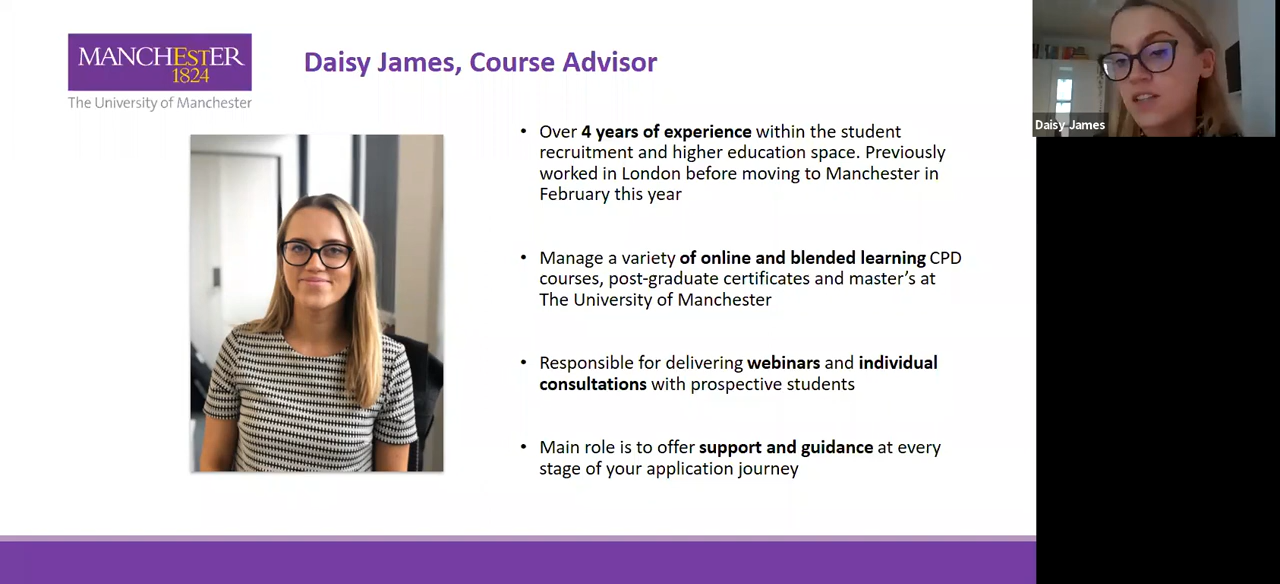 MANCHESTER
1824
The University of Manchester
Daisy James, Course Advisor
• Over 4 years of experience within the student
recruitment and higher education space. Previously
worked in London before moving to Manchester in
February this year
• Manage a variety of online and blended learning CPD
courses, post-graduate certificates and master's at
The University of Manchester
• Responsible for delivering webinars and individual
consultations with prospective students
• Main role is to offer support and guidance at every
stage of your application journey
Daisy James